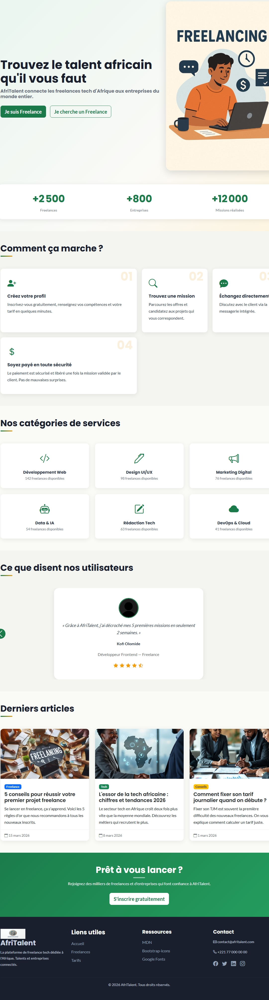 FREELANCING
Trouvez le talent africain
qu'il vous faut
AfriTalent connecte les freelances tech d'Afrique aux entreprises du
monde entier.
Je suis Freelance
Je cherche un Freelance
+2 500
Freelances
+800
Entreprises
+12 000
Missions réalisées
Comment ça marche ?
01
Créez votre profil
Inscrivez-vous gratuitement, renseignez vos compétences et votre
tarif en quelques minutes.
02
Trouvez une mission
Parcourez les offres et
candidatez aux projets qui
vous correspondent.
03
Échangez directement
Discutez avec le client via la
messagerie intégrée.
04
Soyez payé en toute sécurité
Le paiement est sécurisé et libéré une fois la mission validée par le
client. Pas de mauvaises surprises.
Nos catégories de services
Développement Web
142 freelances disponibles
Design UI/UX
98 freelances disponibles
Marketing Digital
76 freelances disponibles
Data & IA
54 freelances disponibles
Rédaction Tech
63 freelances disponibles
DevOps & Cloud
41 freelances disponibles
Ce que disent nos utilisateurs
« Grâce à AfriTalent, j'ai décroché mes 5 premières missions en seulement
2 semaines. »
Kofi Olomide
Développeur Frontend — Freelance
Derniers articles
FREELANCING
Freelance
5 conseils pour réussir votre
premier projet freelance
Se lancer en freelance, ça s'apprend. Voici les 5
règles d'or que nous recommandons à tous les
nouveaux inscrits.
15 mars 2026
Tech
L'essor de la tech africaine :
chiffres et tendances 2026
Le secteur tech en Afrique croît deux fois plus
vite que la moyenne mondiale. Découvrez les
métiers qui recrutent le plus.
8 mars 2026
Conseils
Comment fixer son tarif
journalier quand on débute ?
Fixer son TJM est souvent la première
difficulté des nouveaux freelances. On vous
explique comment calculer un tarif juste.
1 mars 2026
Prêt à vous lancer ?
Rejoignez des milliers de freelances et d'entreprises qui font confiance à AfriTalent.
S'inscrire gratuitement
AfriTalent
La plateforme de freelance tech dédiée à
l'Afrique. Talents et entreprises
connectés.
Liens utiles
Accueil
Freelances
Tarifs
Ressources
MDN
Bootstrap-icons
Google Fonts
Contact
contact@afritalent.com
+221 77 000 00 00
© 2026 AfriTalent. Tous droits réservés.